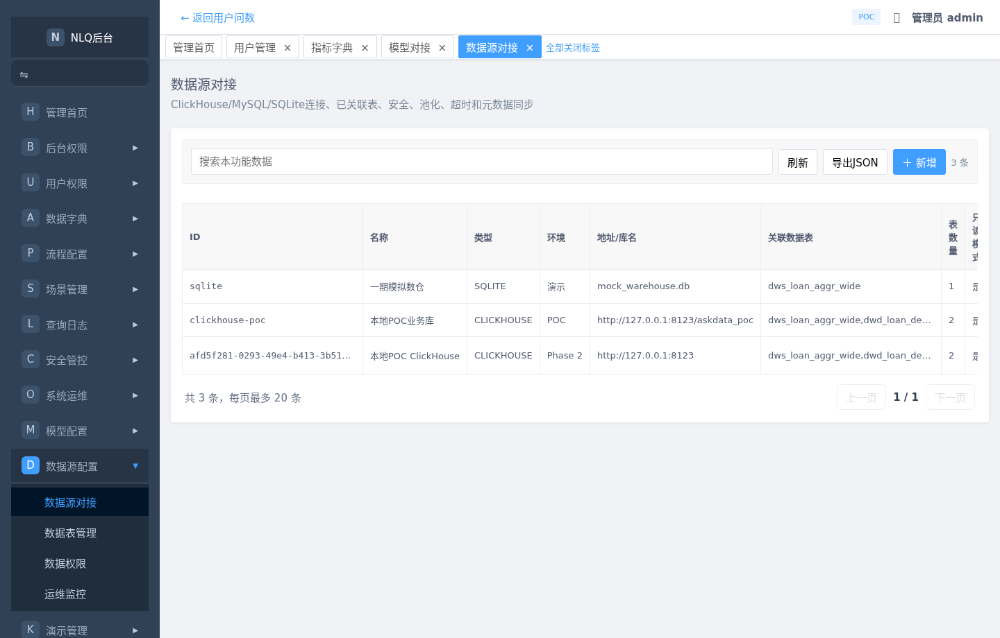 N NLQ后台
⇋
H 管理首页
B 后台权限 ▶
U 用户权限 ▶
A 数据字典 ▶
P 流程配置 ▶
S 场景管理 ▶
L 查询日志 ▶
C 安全管控 ▶
O 系统运维 ▶
M 模型配置 ▶
D 数据源配置 ▼
数据源对接
数据表管理
数据权限
运维监控
K 演示管理 ▶
← 返回用户问数 POC 管理员 admin
管理首页 用户管理 × 指标字典 × 模型对接 × 数据源对接 × 全部关闭标签
数据源对接
ClickHouse/MySQL/SQLite连接、已关联表、安全、池化、超时和元数据同步
搜索本功能数据 刷新 导出JSON ＋ 新增 3 条
ID 名称 类型 环境 地址/库名 关联数据表 表数量 只读模式
sqlite 一期模拟数仓 SQLITE 演示 mock_warehouse.db dws_loan_aggr_wide 1 是
clickhouse-poc 本地POC业务库 CLICKHOUSE POC http://127.0.0.1:8123/askdata_poc dws_loan_aggr_wide,dwd_loan_de... 2 是
afd5f281-0293-49e4-b413-3b51... 本地POC ClickHouse CLICKHOUSE Phase 2 http://127.0.0.1:8123 dws_loan_aggr_wide,dwd_loan_de... 2 是
共 3 条，每页最多 20 条 上一页 1 / 1 下一页